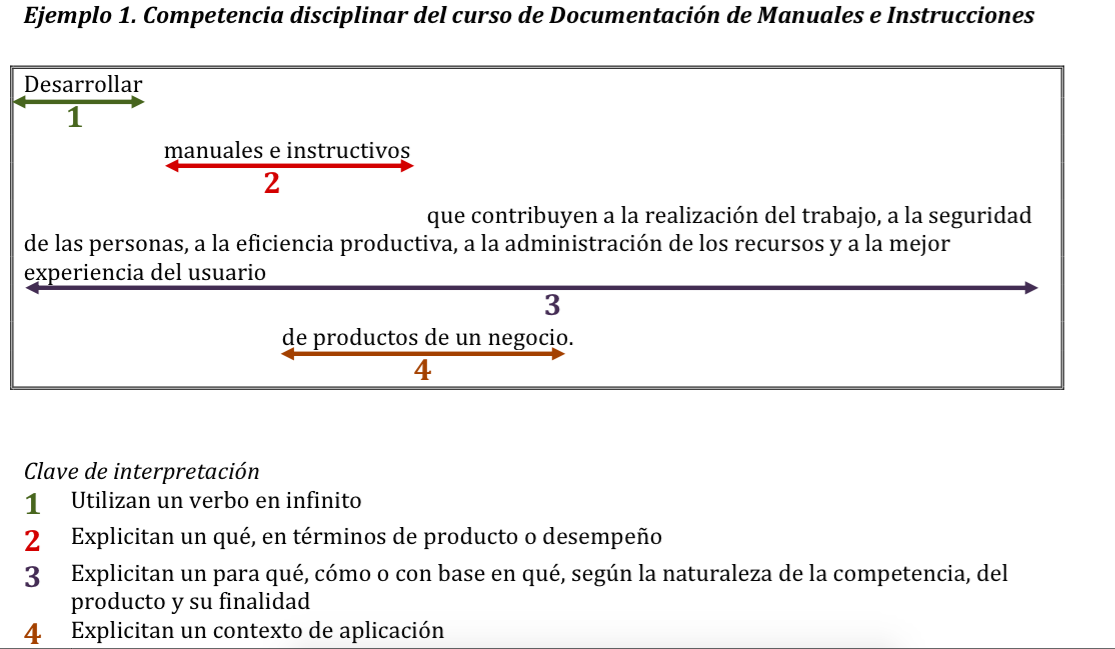 Ejemplo 1. Competencia disciplinar del curso de Documentación de Manuales e Instrucciones
Desarrollar
1
manuales e instructivos
2
que contribuyen a la realización del trabajo, a la seguridad
de las personas, a la eficiencia productiva, a la administración de los recursos y a la mejor
experiencia del usuario
3
de productos de un negocio.
4
Clave de interpretación
1 Utilizan un verbo en infinito
2 Explicitan un qué, en términos de producto o desempeño
3 Explicitan un para qué, cómo o con base en qué, según la naturaleza de la competencia, del
producto y su finalidad
4 Explicitan un contexto de aplicación